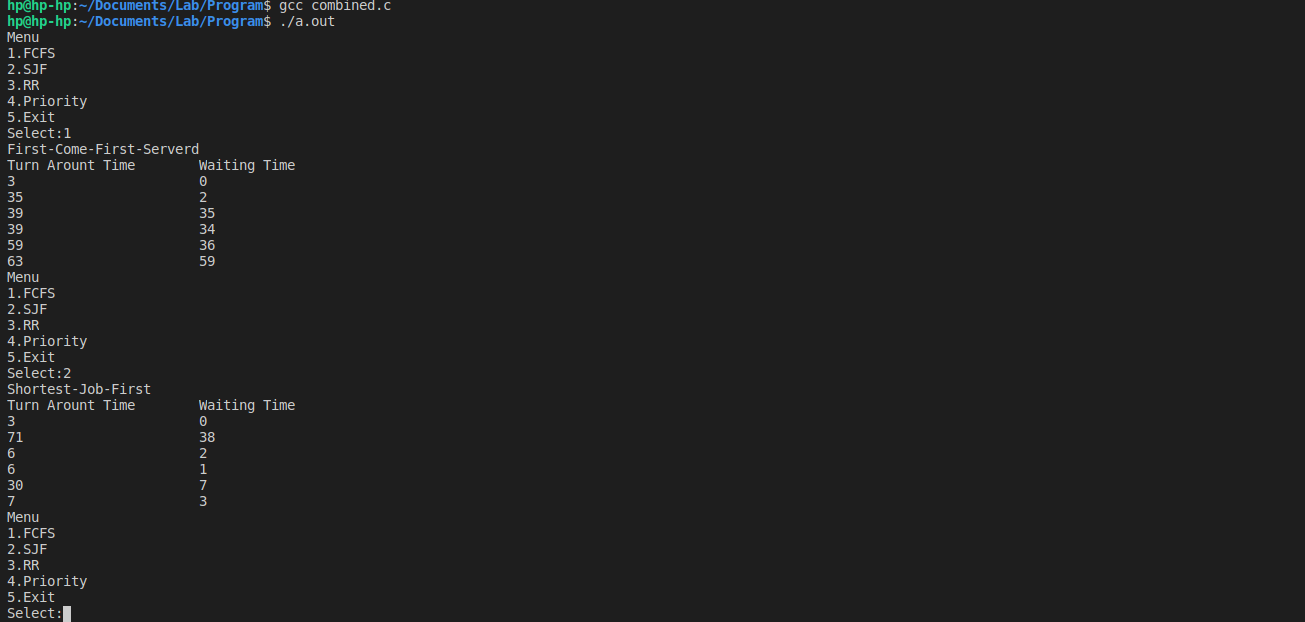 hp@hp-hp:~/Documents/Lab/Program$ gcc combined.c
hp@hp-hp:~/Documents/Lab/Program$ ./a.out
Menu
1.FCFS
2.SJF
3.RR
4.Priority
5.Exit
Select:1
First-Come-First-Serverd
Turn Arount Time        Waiting Time
3                       0
35                      2
39                      35
39                      34
59                      36
63                      59
Menu
1.FCFS
2.SJF
3.RR
4.Priority
5.Exit
Select:2
Shortest-Job-First
Turn Arount Time        Waiting Time
3                       0
71                      38
6                       2
6                       1
30                      7
7                       3
Menu
1.FCFS
2.SJF
3.RR
4.Priority
5.Exit
Select: